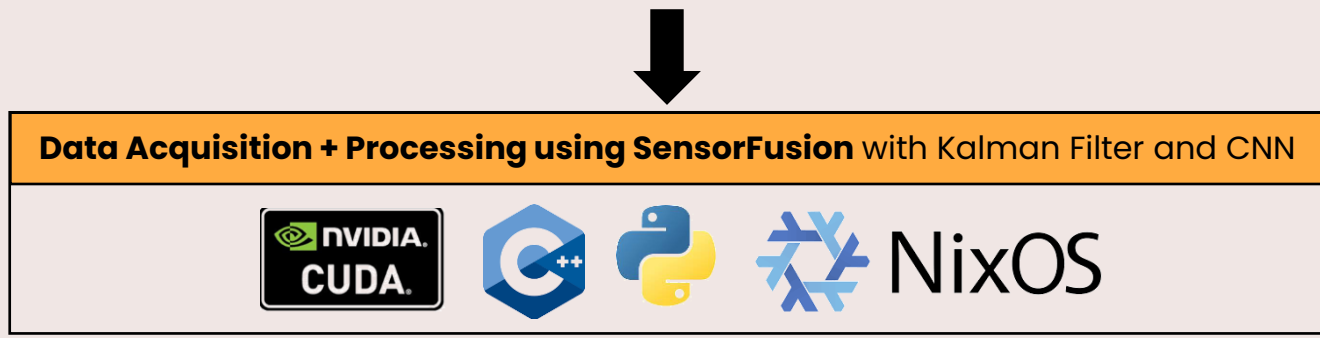 Data Acquisition + Processing using SensorFusion with Kalman Filter and CNN
NVIDIA.
CUDA.
C++
NixOS